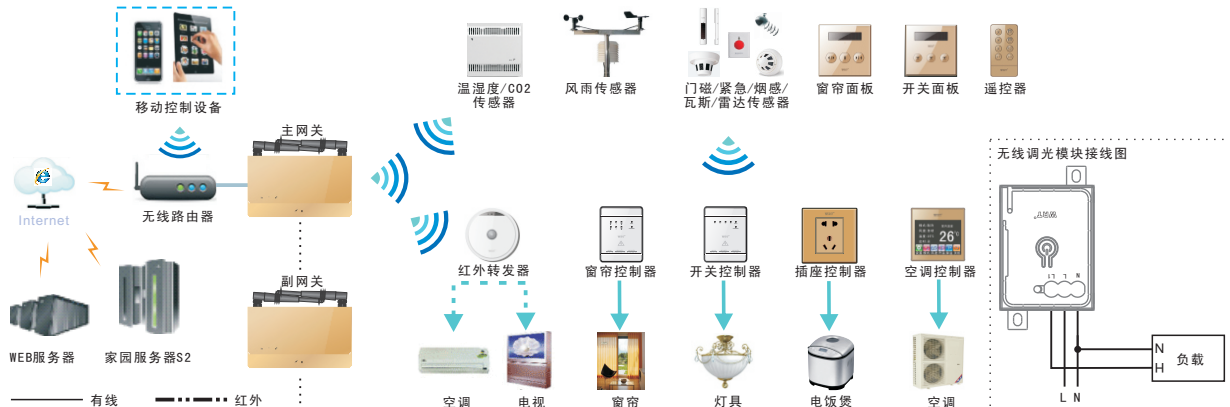 移动控制设备
温湿度/CO2
传感器
风雨传感器
门磁/紧急/烟感/
瓦斯/雷达传感器
窗帘面板
开关面板
遥控器
主网关
无线路由器
Internet
WEB服务器
家园服务器S2
副网关
红外转发器
窗帘控制器
开关控制器
插座控制器
26°C
空调控制器
空调
电视
窗帘
灯具
电饭煲
空调
有线
红外
无线调光模块接线图
L1 L N
N
H
负载
L N